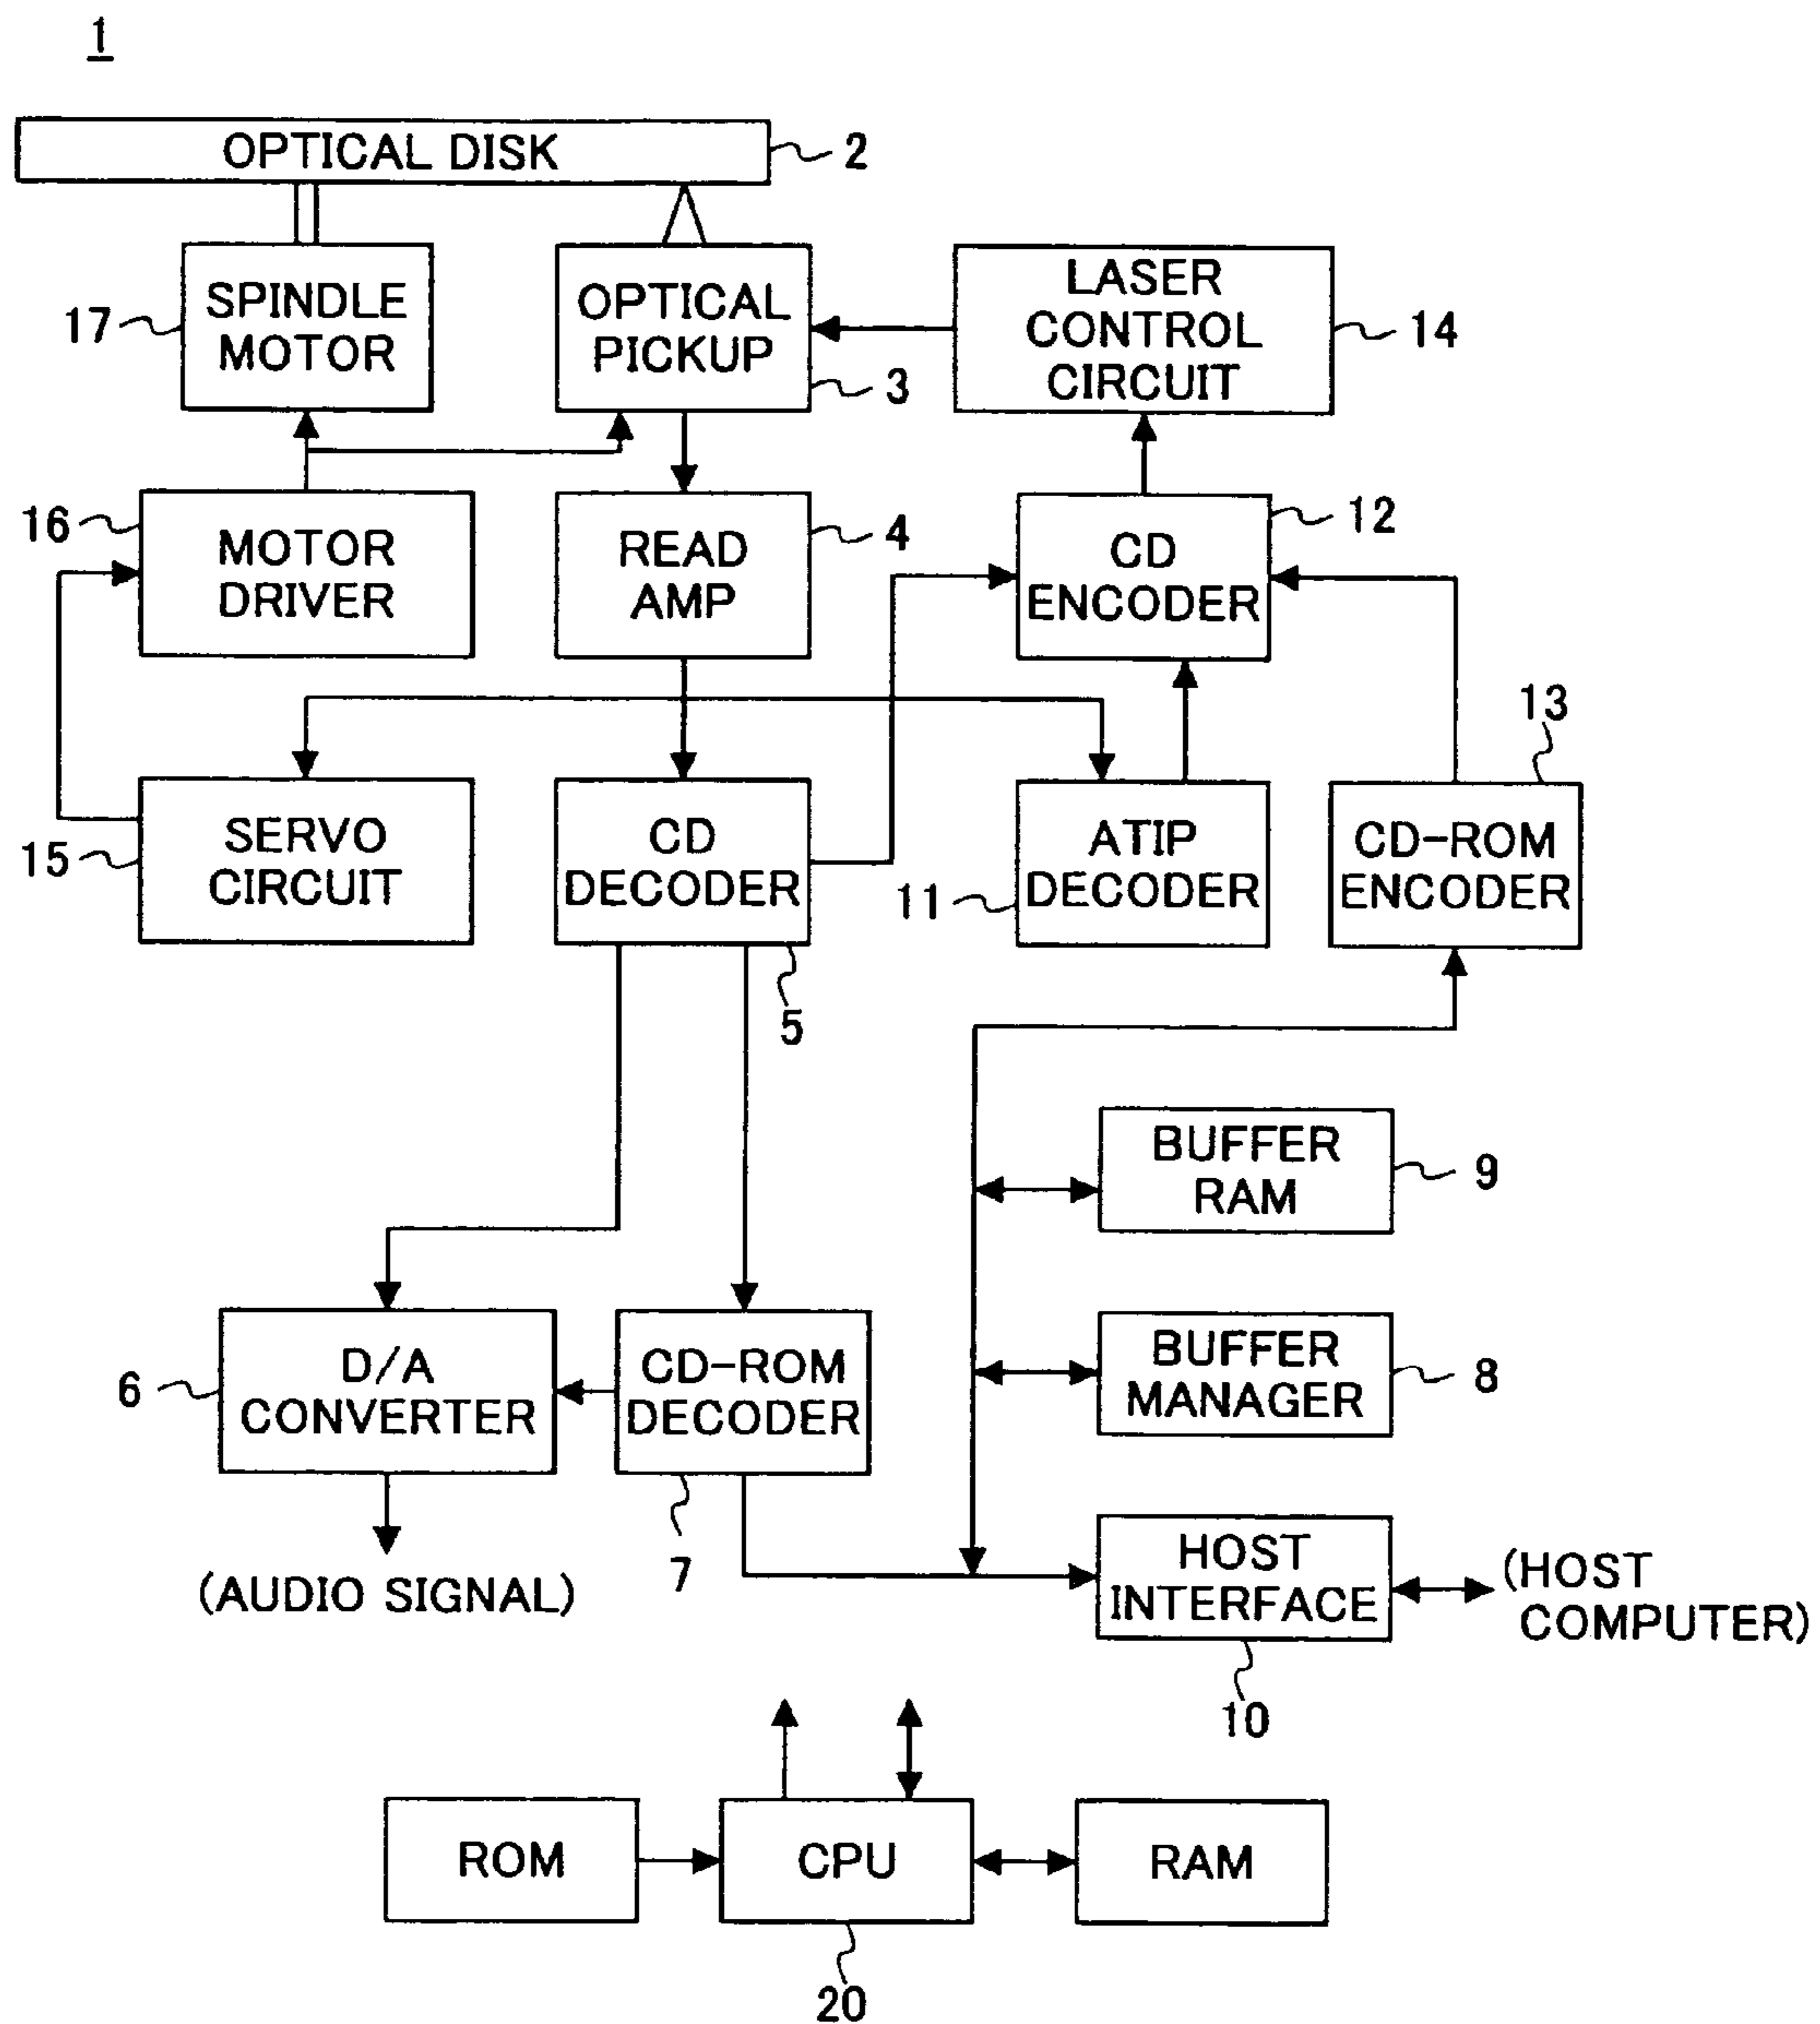 1
OPTICAL DISK
2
SPINDLE
MOTOR
17
OPTICAL
PICKUP
3
LASER
CONTROL
CIRCUIT
14
16
MOTOR
DRIVER
READ
AMP
4
CD
ENCODER
12
13
SERVO
CIRCUIT
15
CD
DECODER
5
ATIP
DECODER
11
CD-ROM
ENCODER
BUFFER
RAM
9
BUFFER
MANAGER
8
D/A
CONVERTER
6
CD-ROM
DECODER
7
(AUDIO SIGNAL)
HOST
INTERFACE
10
(HOST
COMPUTER)
ROM
CPU
RAM
20